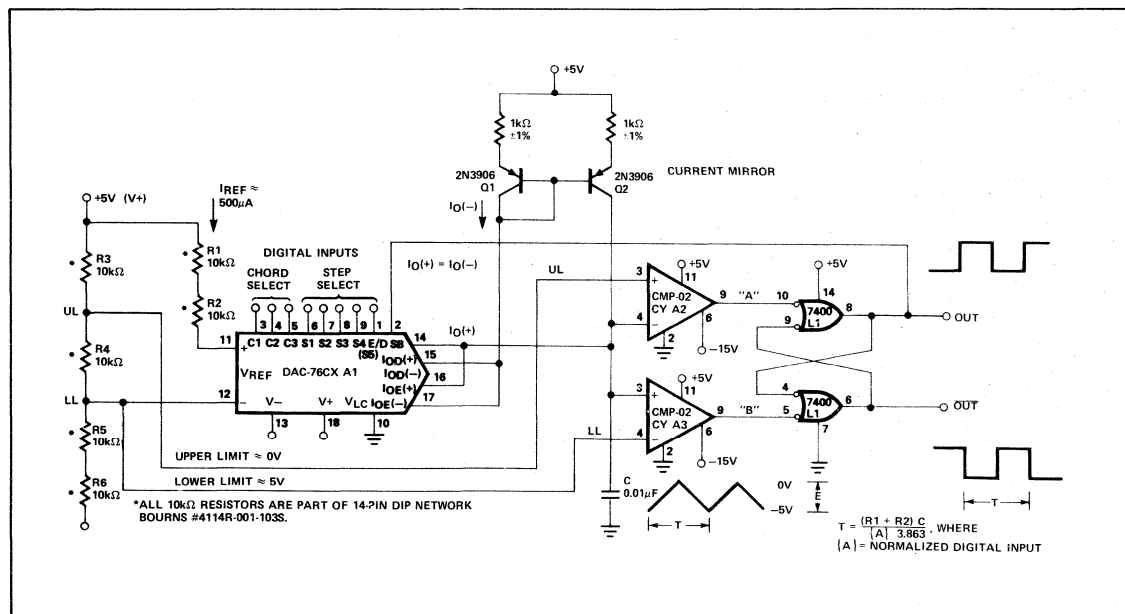 +5V
1kΩ
±1%
1kΩ
±1%
2N3906
Q1
2N3906
Q2
CURRENT MIRROR
IO(−)
+5V (V+)
IREF ≈
500μA
* R3
10kΩ
* R1
10kΩ
* R2
10kΩ
UL
* R4
10kΩ
LL
* R5
10kΩ
* R6
10kΩ
DIGITAL INPUTS
CHORD
SELECT
STEP
SELECT
IO(+) = IO(−)
3 4 5 6 7 8 9 1 2
C1 C2 C3 S1 S2 S3 S4 E/D SB
(S5)
11
+
VREF
DAC-76CX A1
12
−
V−
V+
VLC
13
18
10
14
IOD(+)
15
IOD(−)
16
IOE(+)
17
IOE(−)
IO(+)
UPPER LIMIT ≈ 0V
LOWER LIMIT ≈ 5V
*ALL 10kΩ RESISTORS ARE PART OF 14-PIN DIP NETWORK
BOURNS #4114R-001-103S.
UL
3
+
4
−
+5V
11
CMP-02
CY A2
9
"A"
6
2
−15V
3
+
LL
4
−
+5V
11
CMP-02
CY A3
9
"B"
6
2
−15V
C
0.01μF
+5V
14
10
9
7400
L1
8
OUT
4
5
7400
L1
6
7
OUT
T
0V
E
−5V
T
T = (R1 + R2) C
{A} 3.863
, WHERE
{A} = NORMALIZED DIGITAL INPUT